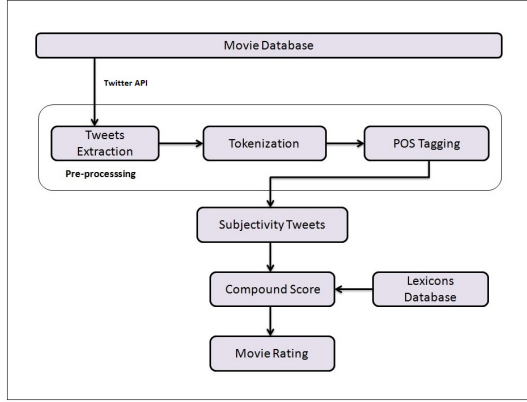 Movie Database
Twitter API
Tweets
Extraction
Tokenization
POS Tagging
Pre-processsing
Subjectivity Tweets
Compound Score
Lexicons
Database
Movie Rating